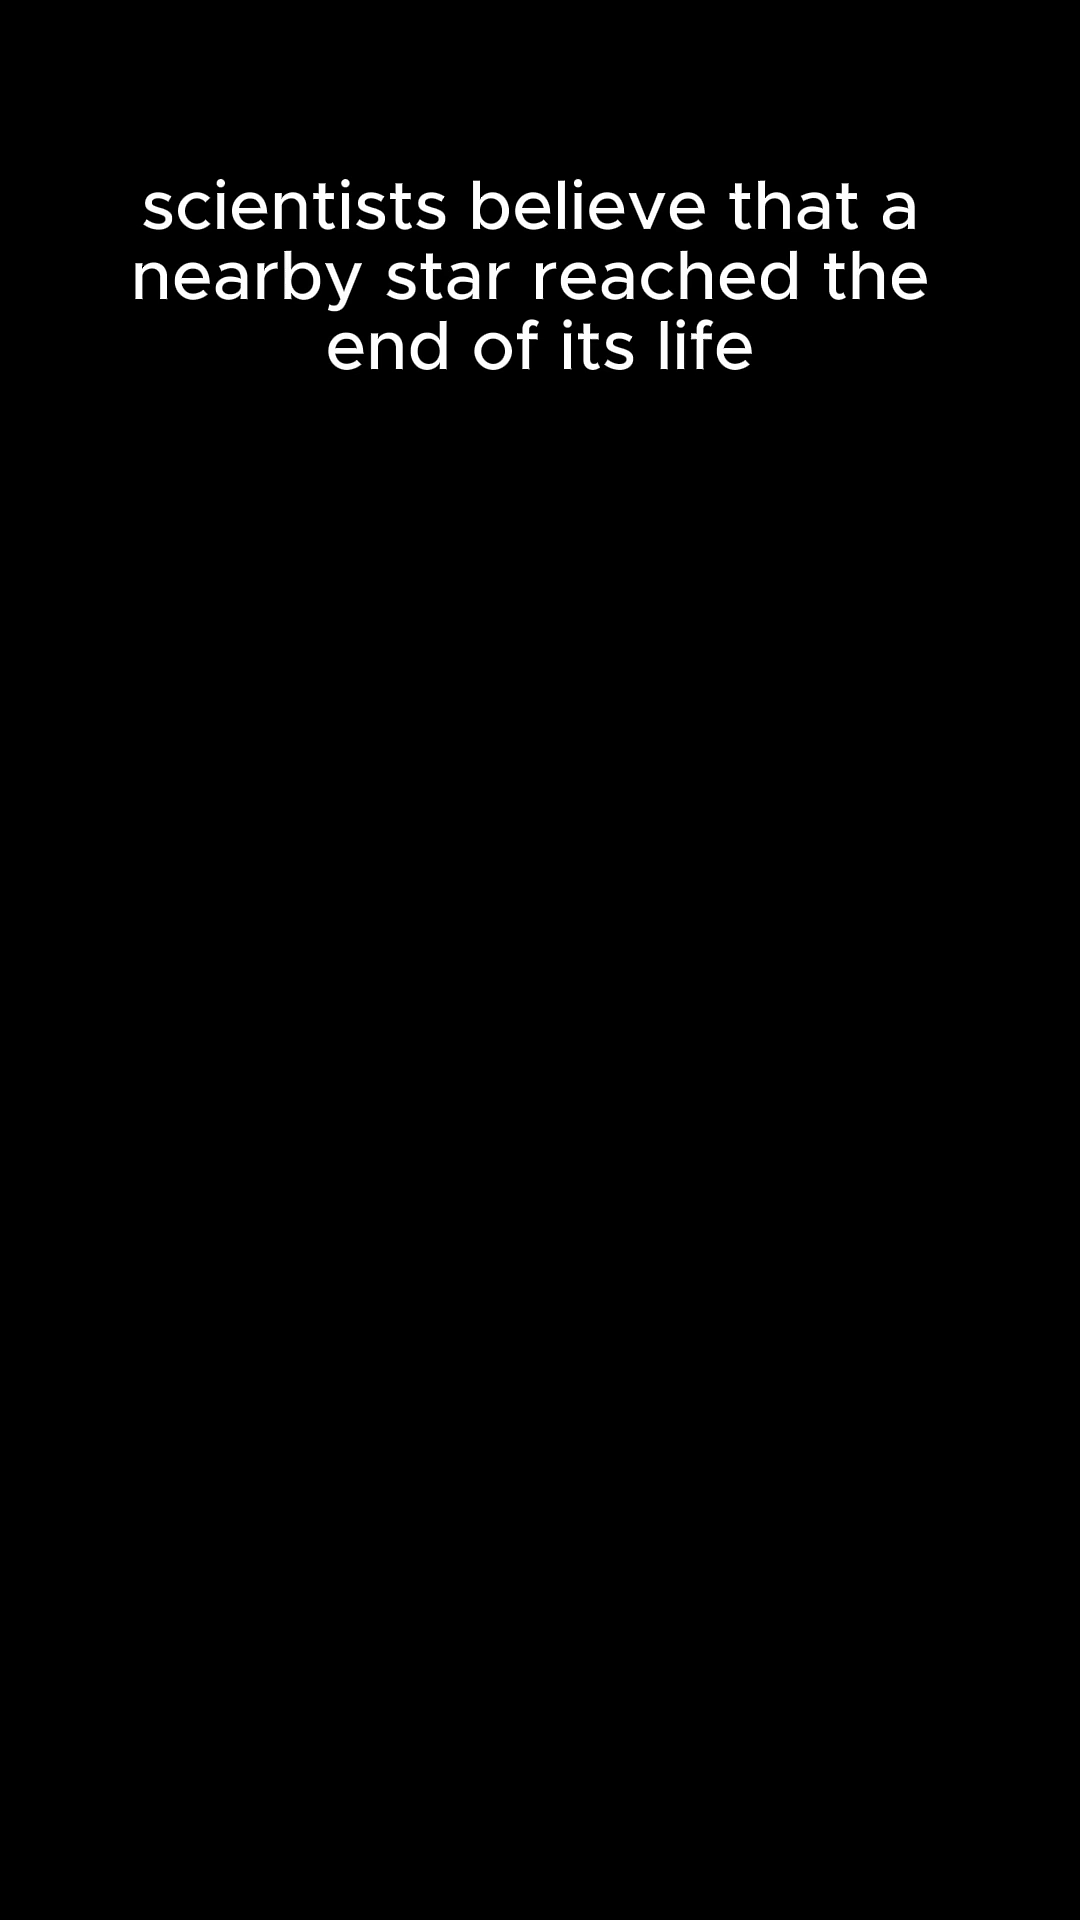 scientists believe that a
nearby star reached the
end of its life